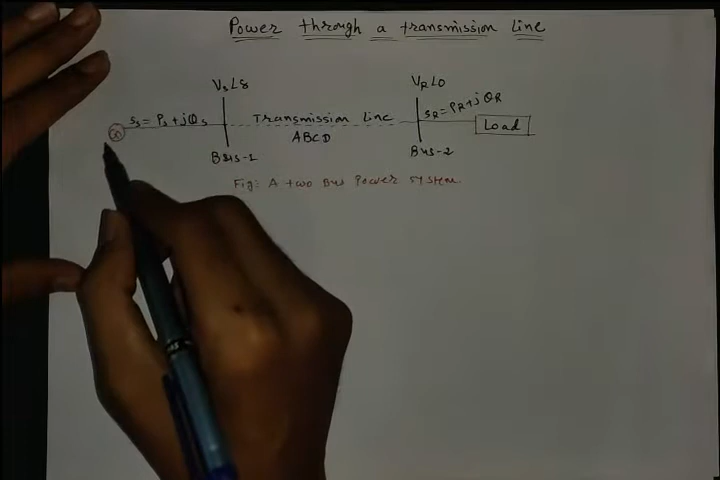 Power through a transmission Line
Vs∠δ
VR∠0
Ss = Ps + jQs
Transmission line
SR = PR + jQR
Load
ABCD
Bus-1
Bus-2
Fig: A two Bus Power system